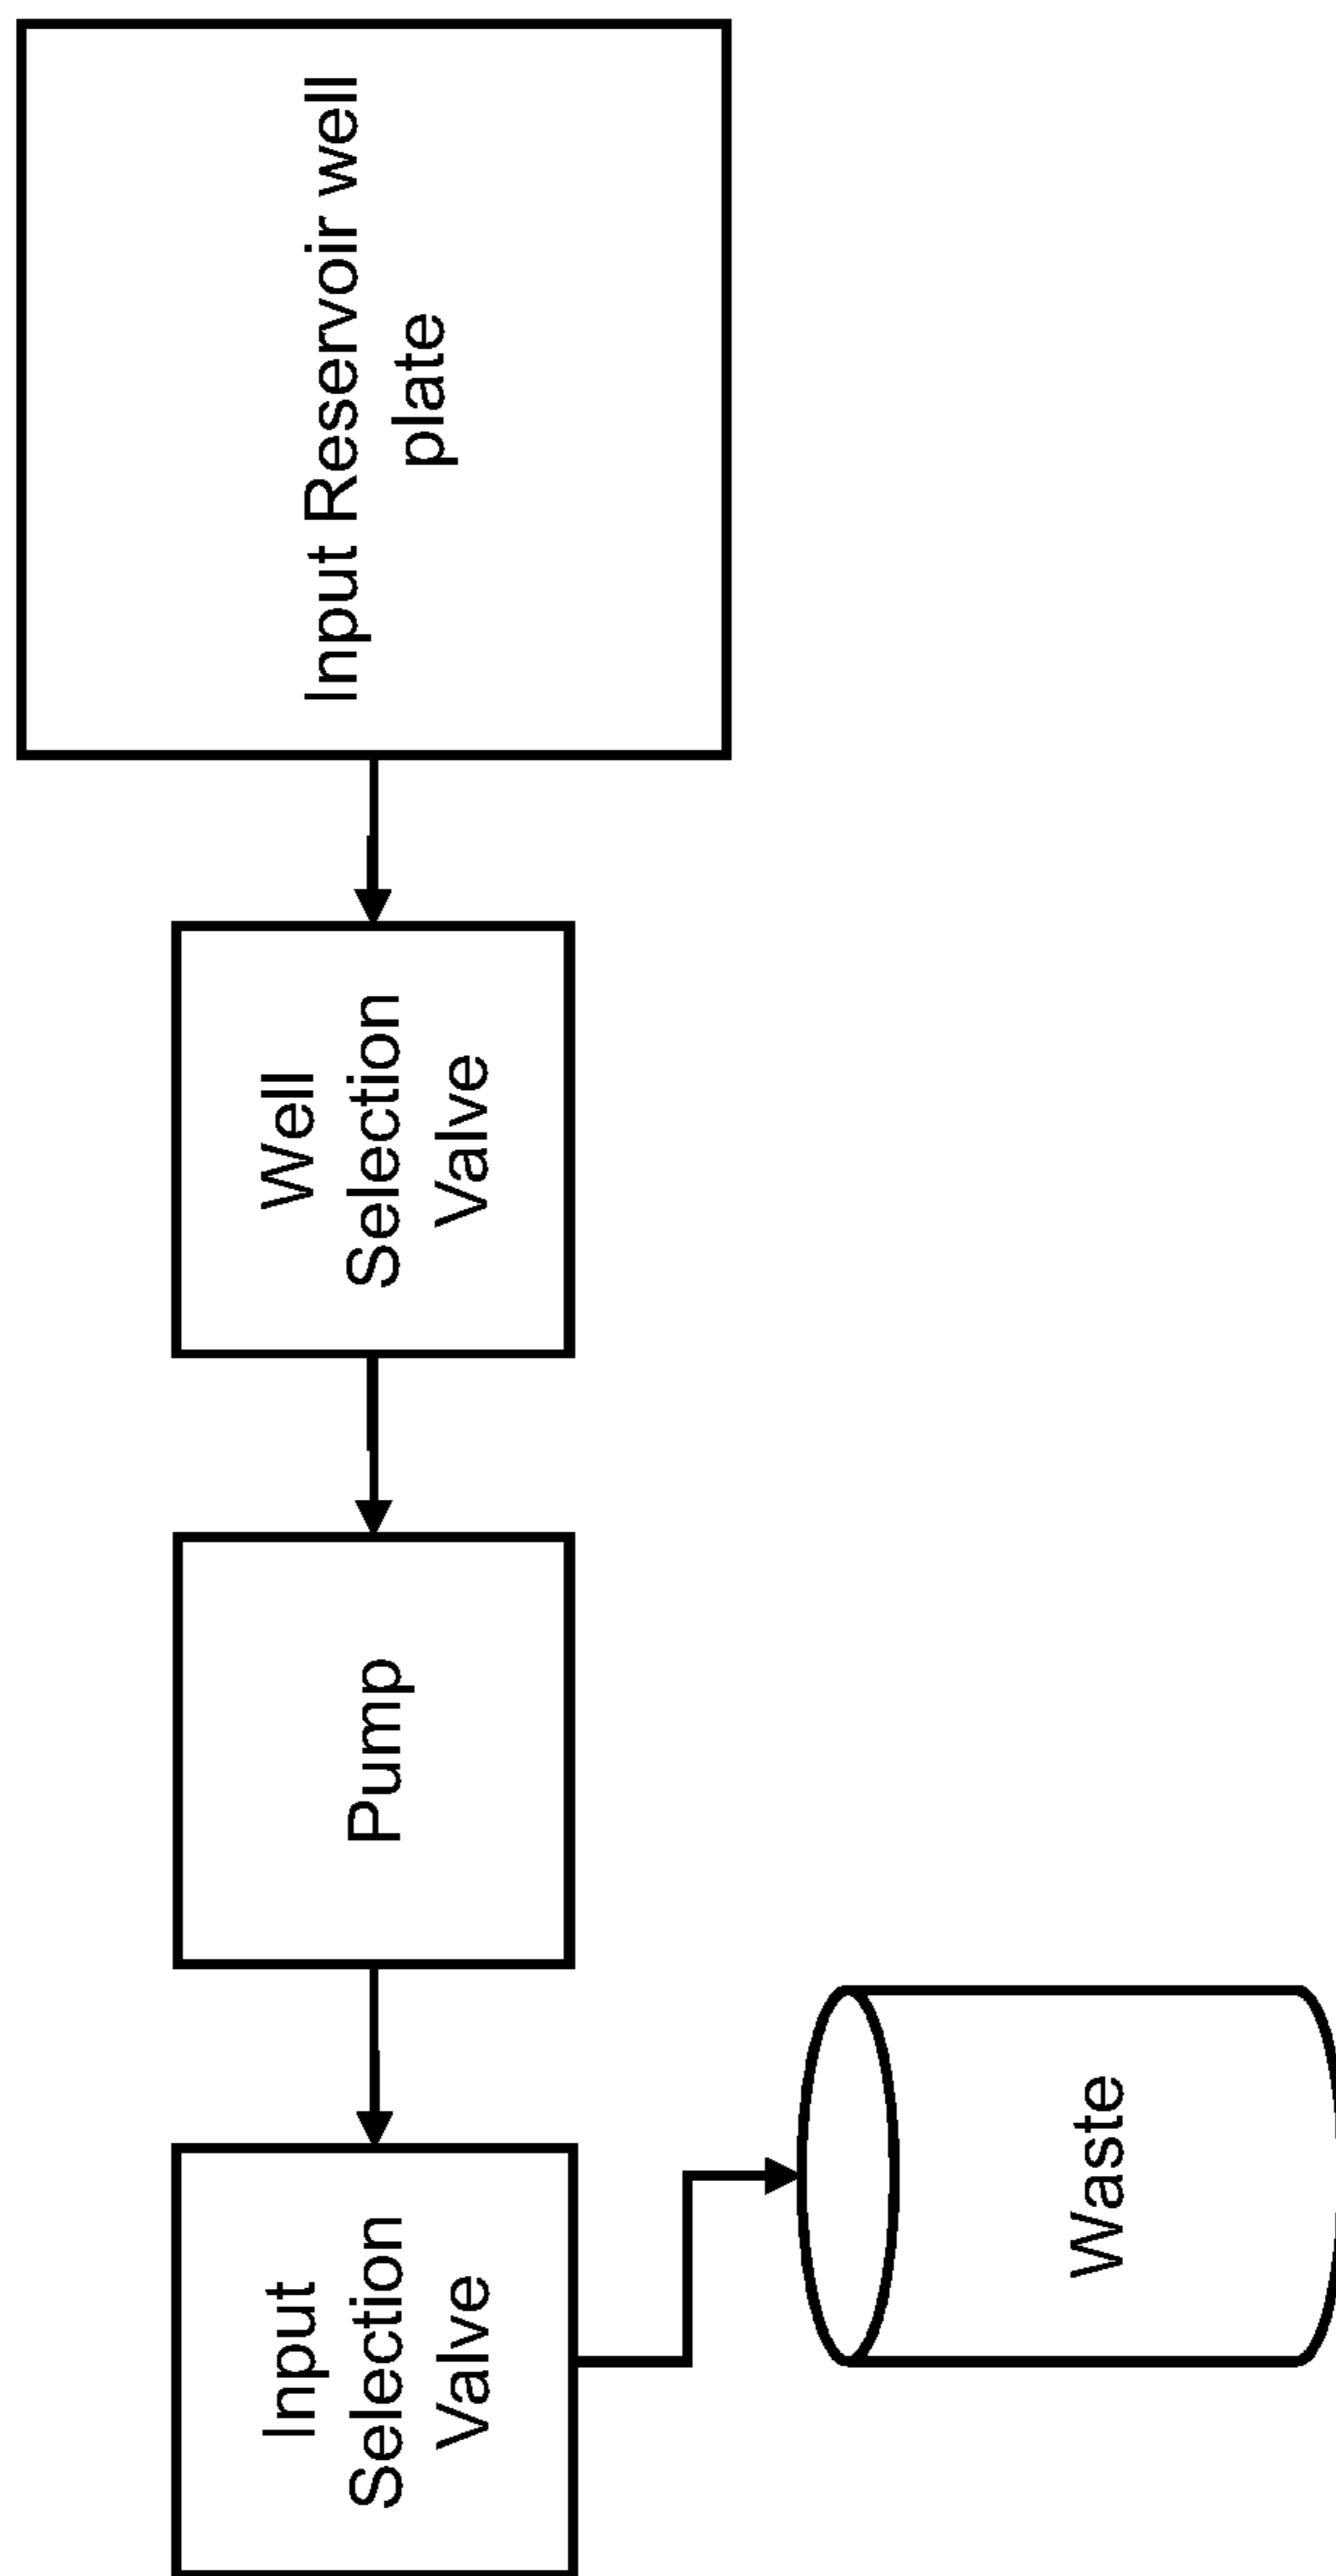 Input Reservoir well
plate
Well
Selection
Valve
Pump
Input
Selection
Valve
Waste